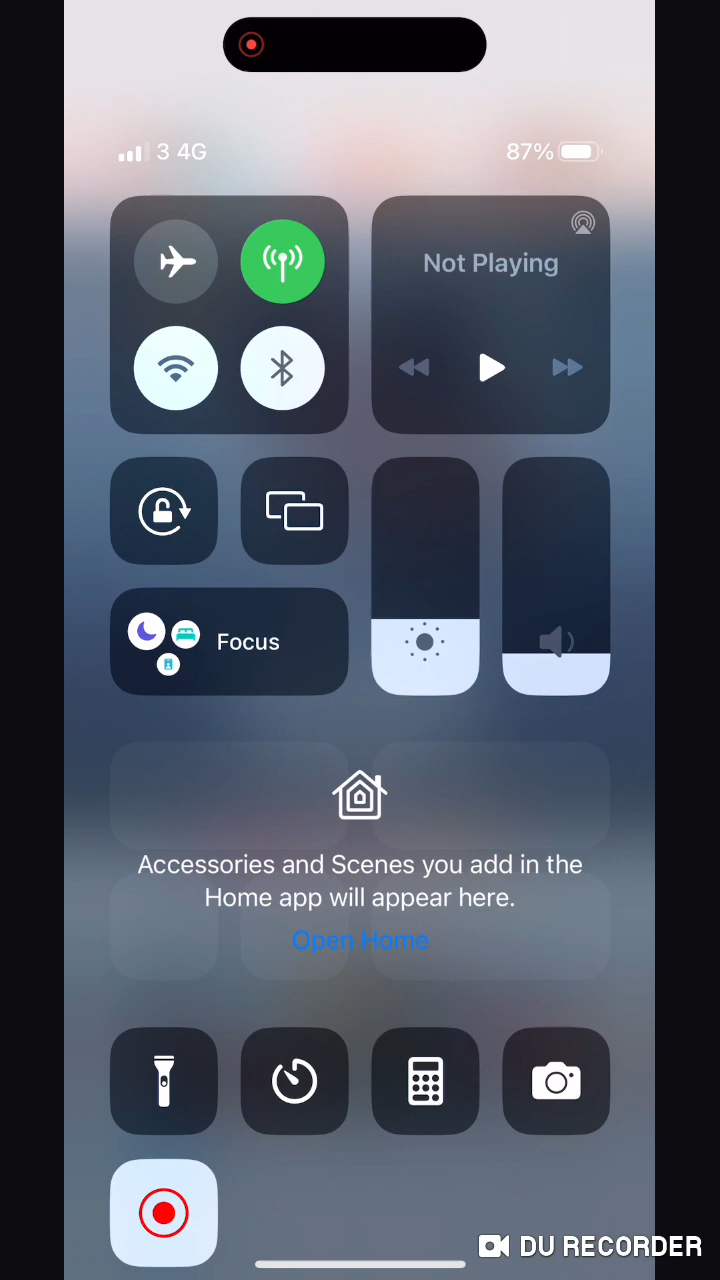 3 4G
87%
Not Playing
Focus
Accessories and Scenes you add in the
Home app will appear here.
Open Home
DU RECORDER